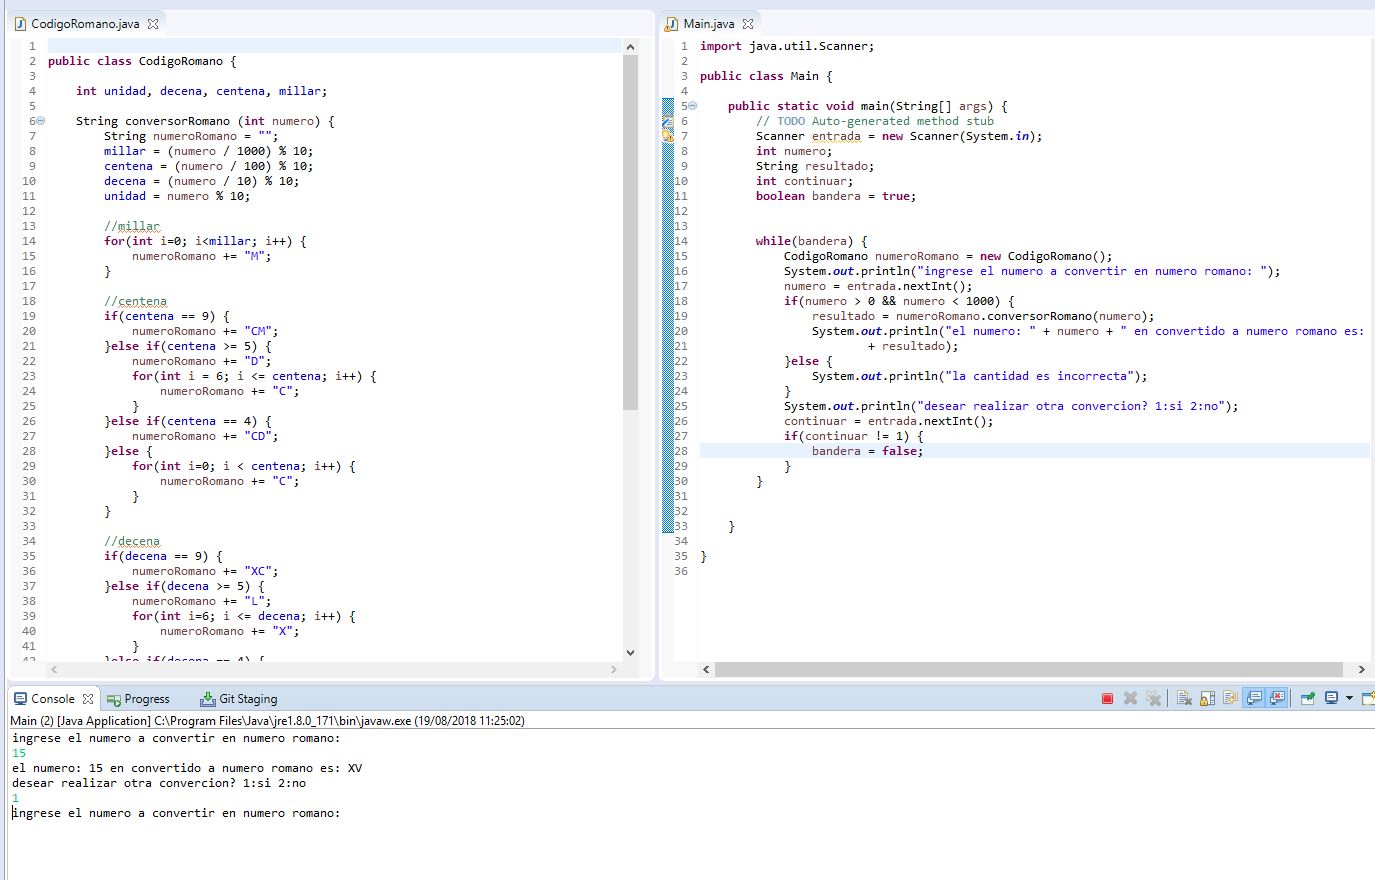 CodigoRomano.java
1
2 public class CodigoRomano {
3
4 int unidad, decena, centena, millar;
5
6 String conversorRomano (int numero) {
7 String numeroRomano = "";
8 millar = (numero / 1000) % 10;
9 centena = (numero / 100) % 10;
10 decena = (numero / 10) % 10;
11 unidad = numero % 10;
12
13 //millar
14 for(int i=0; i<millar; i++) {
15 numeroRomano += "M";
16 }
17
18 //centena
19 if(centena == 9) {
20 numeroRomano += "CM";
21 }else if(centena >= 5) {
22 numeroRomano += "D";
23 for(int i = 6; i <= centena; i++) {
24 numeroRomano += "C";
25 }
26 }else if(centena == 4) {
27 numeroRomano += "CD";
28 }else {
29 for(int i=0; i < centena; i++) {
30 numeroRomano += "C";
31 }
32 }
33
34 //decena
35 if(decena == 9) {
36 numeroRomano += "XC";
37 }else if(decena >= 5) {
38 numeroRomano += "L";
39 for(int i=6; i <= decena; i++) {
40 numeroRomano += "X";
41 }
42 }else if(decena == 4) {
Main.java
1 import java.util.Scanner;
2
3 public class Main {
4
5 public static void main(String[] args) {
6 // TODO Auto-generated method stub
7 Scanner entrada = new Scanner(System.in);
8 int numero;
9 String resultado;
10 int continuar;
11 boolean bandera = true;
12
13
14 while(bandera) {
15 CodigoRomano numeroRomano = new CodigoRomano();
16 System.out.println("ingrese el numero a convertir en numero romano: ");
17 numero = entrada.nextInt();
18 if(numero > 0 && numero < 1000) {
19 resultado = numeroRomano.conversorRomano(numero);
20 System.out.println("el numero: " + numero + " en convertido a numero romano es:
21 + resultado);
22 }else {
23 System.out.println("la cantidad es incorrecta");
24 }
25 System.out.println("desear realizar otra convercion? 1:si 2:no");
26 continuar = entrada.nextInt();
27 if(continuar != 1) {
28 bandera = false;
29 }
30 }
31
32
33 }
34
35 }
36
Console Progress Git Staging
Main (2) [Java Application] C:\Program Files\Java\jre1.8.0_171\bin\javaw.exe (19/08/2018 11:25:02)
ingrese el numero a convertir en numero romano:
15
el numero: 15 en convertido a numero romano es: XV
desear realizar otra convercion? 1:si 2:no
1
ingrese el numero a convertir en numero romano: